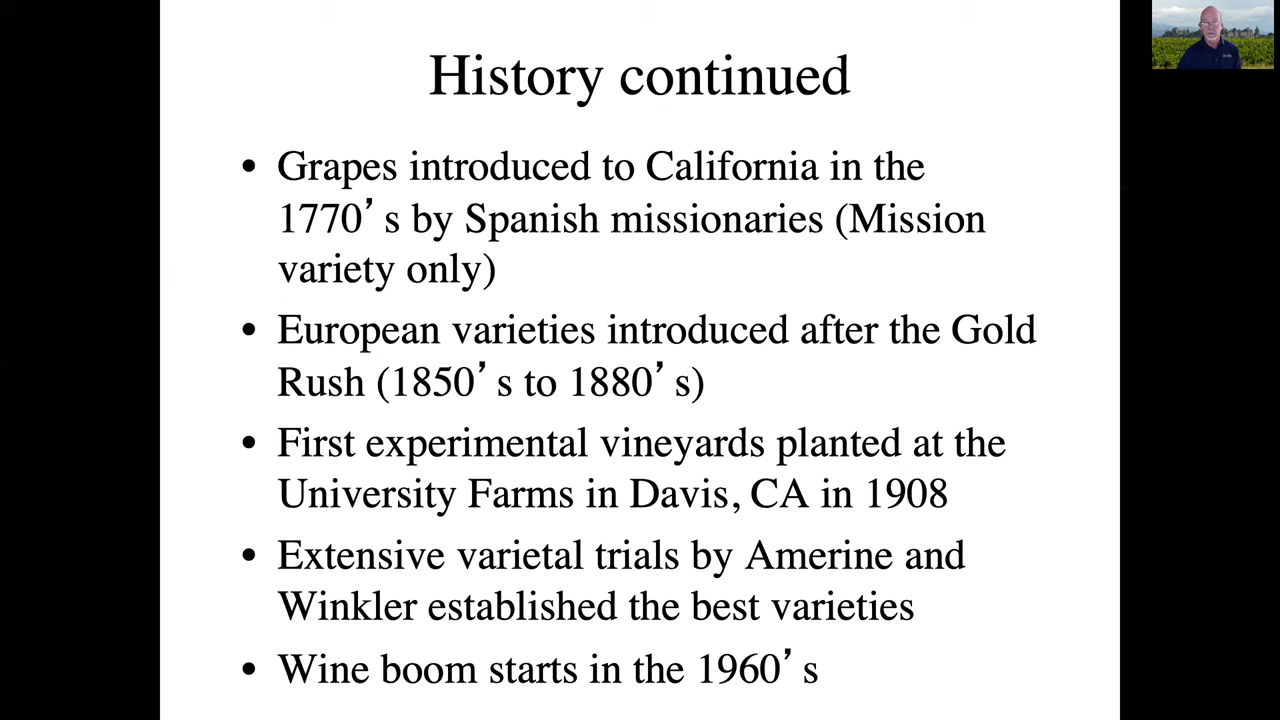 History continued
• Grapes introduced to California in the
1770’s by Spanish missionaries (Mission
variety only)
• European varieties introduced after the Gold
Rush (1850’s to 1880’s)
• First experimental vineyards planted at the
University Farms in Davis, CA in 1908
• Extensive varietal trials by Amerine and
Winkler established the best varieties
• Wine boom starts in the 1960’s